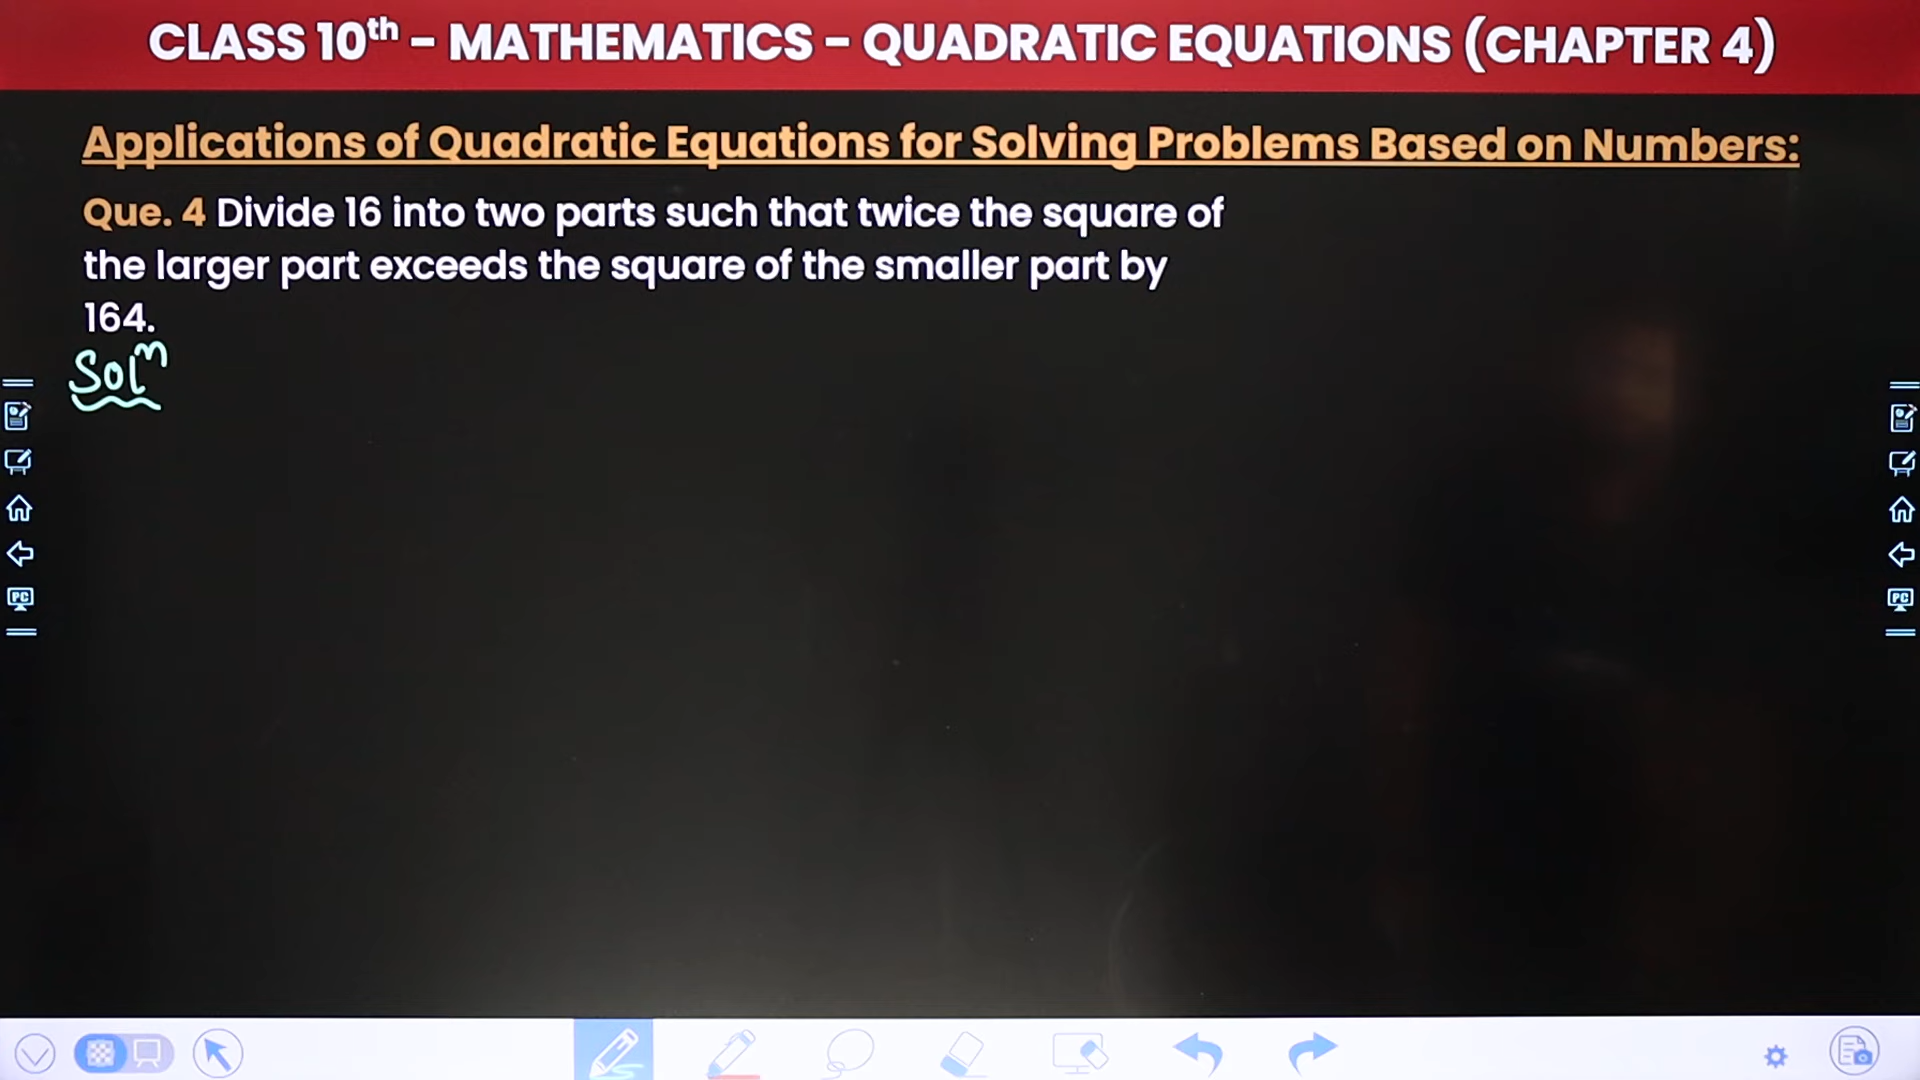 CLASS 10th - MATHEMATICS - QUADRATIC EQUATIONS (CHAPTER 4)
Applications of Quadratic Equations for Solving Problems Based on Numbers:
Que. 4 Divide 16 into two parts such that twice the square of
the larger part exceeds the square of the smaller part by
164.
Solⁿ
PC
PC